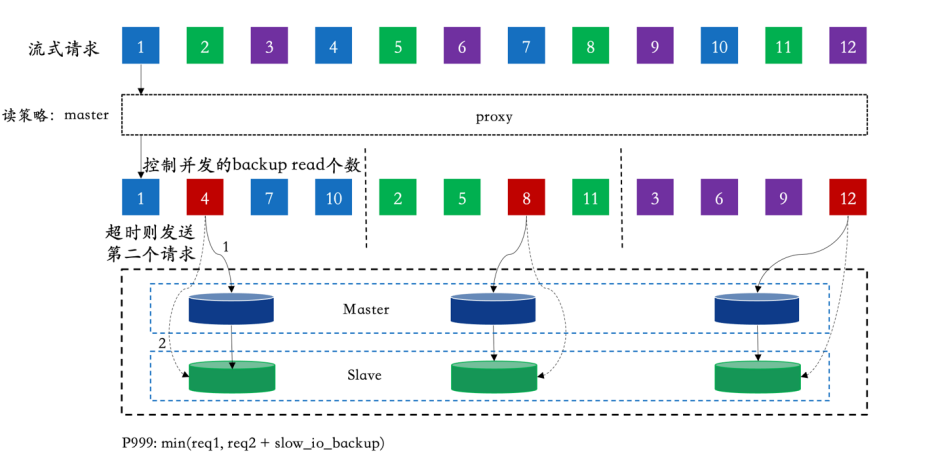 流式请求
1 2 3 4 5 6 7 8 9 10 11 12
读策略：master
proxy
控制并发的backup read个数
1 4 7 10 2 5 8 11 3 6 9 12
超时则发送
第二个请求
1
Master
2
Slave
P999: min(req1, req2 + slow_io_backup)